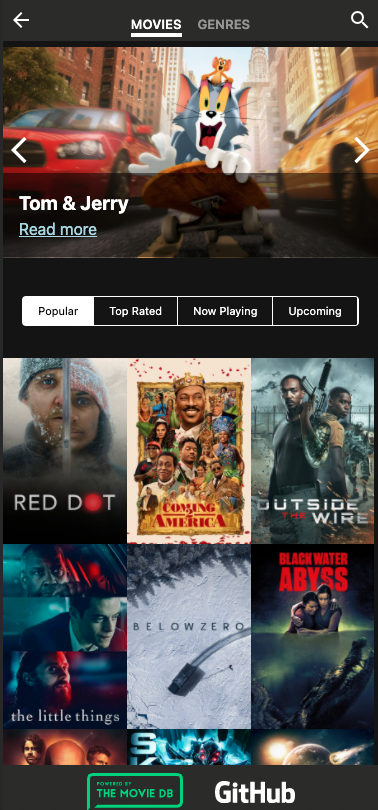 MOVIES GENRES
Tom & Jerry
Read more
Popular Top Rated Now Playing Upcoming
RED DOT
COMING
2
AMERICA
OUTSIDE
THE WIRE
the little things
BELOW ZERO
BLACK WATER
ABYSS
S
POWERED BY
THE MOVIE DB
GitHub